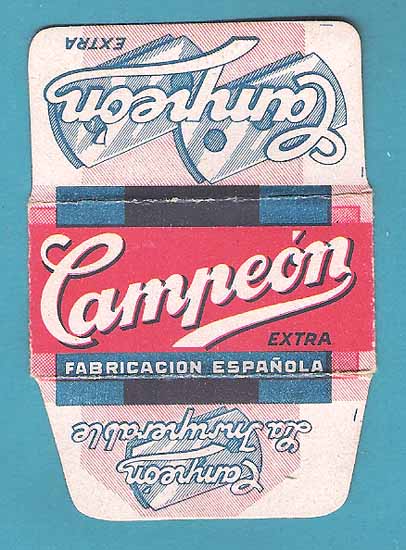 EXTRA
Campeón
Campeón
EXTRA
FABRICACION ESPAÑOLA
La Insuperable
Campeón